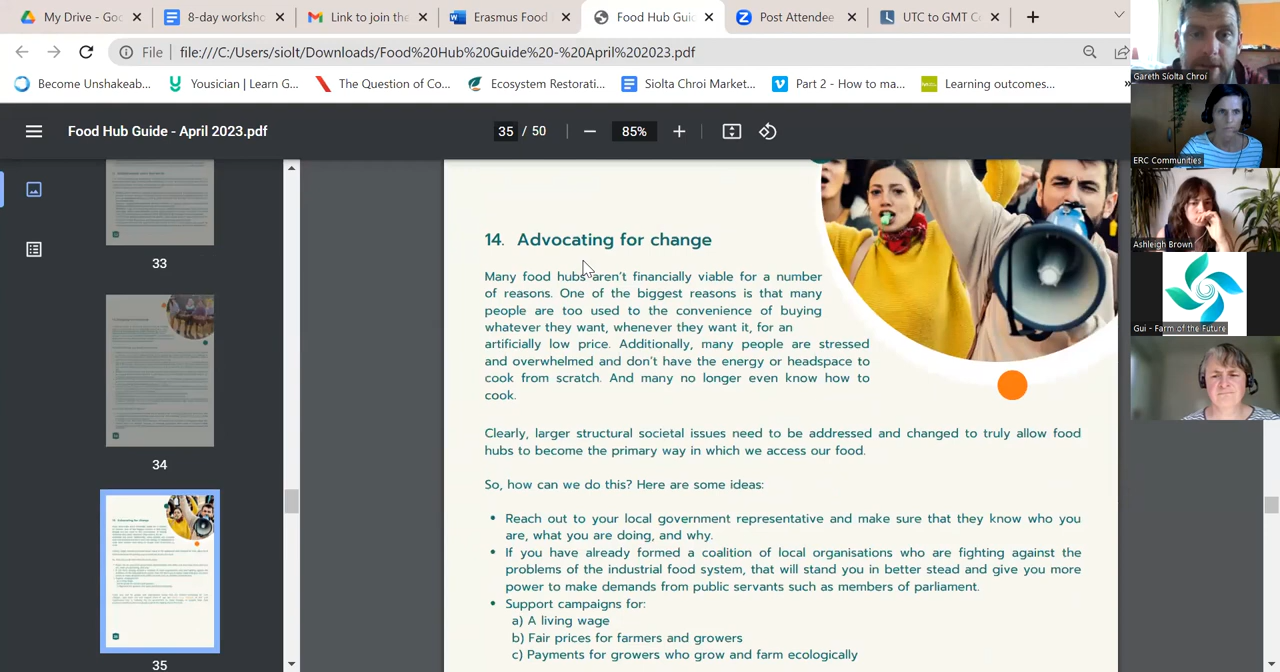 My Drive - Goo
8-day worksho
Link to join the
Erasmus Food
Food Hub Guid
Post Attendee
UTC to GMT Co
File
file:///C:/Users/siolt/Downloads/Food%20Hub%20Guide%20-%20April%202023.pdf
Become Unshakeab...
Yousician | Learn G...
The Question of Co...
Ecosystem Restorati...
Siolta Chroi Market...
Part 2 - How to ma...
Learning outcomes...
»
Food Hub Guide - April 2023.pdf
35 / 50
85%
33
34
35
14. Advocating for change
Many food hubs aren't financially viable for a number
of reasons. One of the biggest reasons is that many
people are too used to the convenience of buying
whatever they want, whenever they want it, for an
artificially low price. Additionally, many people are stressed
and overwhelmed and don't have the energy or headspace to
cook from scratch. And many no longer even know how to
cook.
Clearly, larger structural societal issues need to be addressed and changed to truly allow food
hubs to become the primary way in which we access our food.
So, how can we do this? Here are some ideas:
• Reach out to your local government representative and make sure that they know who you
are, what you are doing, and why.
• If you have already formed a coalition of local organisations who are fighting against the
problems of the industrial food system, that will stand you in better stead and give you more
power to make demands from public servants such as members of parliament.
• Support campaigns for:
a) A living wage
b) Fair prices for farmers and growers
c) Payments for growers who grow and farm ecologically
Gareth Síolta Chroí
ERC Communities
Ashleigh Brown
Gui - Farm of the Future